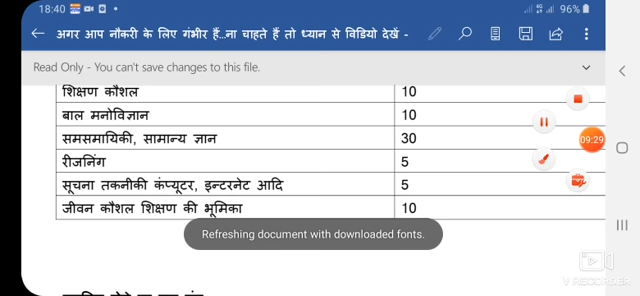 18:40 96%
अगर आप नौकरी के लिए गंभीर हैं...ना चाहते हैं तो ध्यान से विडियो देखें -
Read Only - You can't save changes to this file.
शिक्षण कौशल 10
बाल मनोविज्ञान 10
समसमायिकी, सामान्य ज्ञान 30
09:29
रीजनिंग 5
सूचना तकनीकी कंप्यूटर, इन्टरनेट आदि 5
जीवन कौशल शिक्षण की भूमिका 10
Refreshing document with downloaded fonts.
V RECORDER